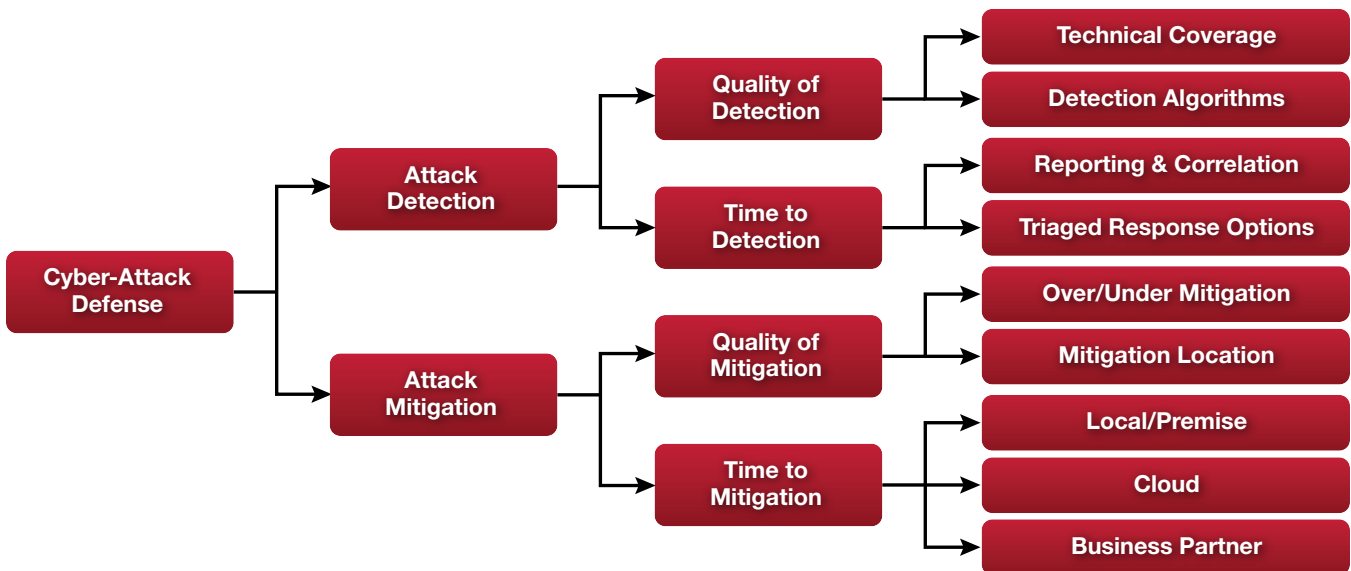 Cyber-Attack
Defense
Attack
Detection
Attack
Mitigation
Quality of
Detection
Time to
Detection
Quality of
Mitigation
Time to
Mitigation
Technical Coverage
Detection Algorithms
Reporting & Correlation
Triaged Response Options
Over/Under Mitigation
Mitigation Location
Local/Premise
Cloud
Business Partner